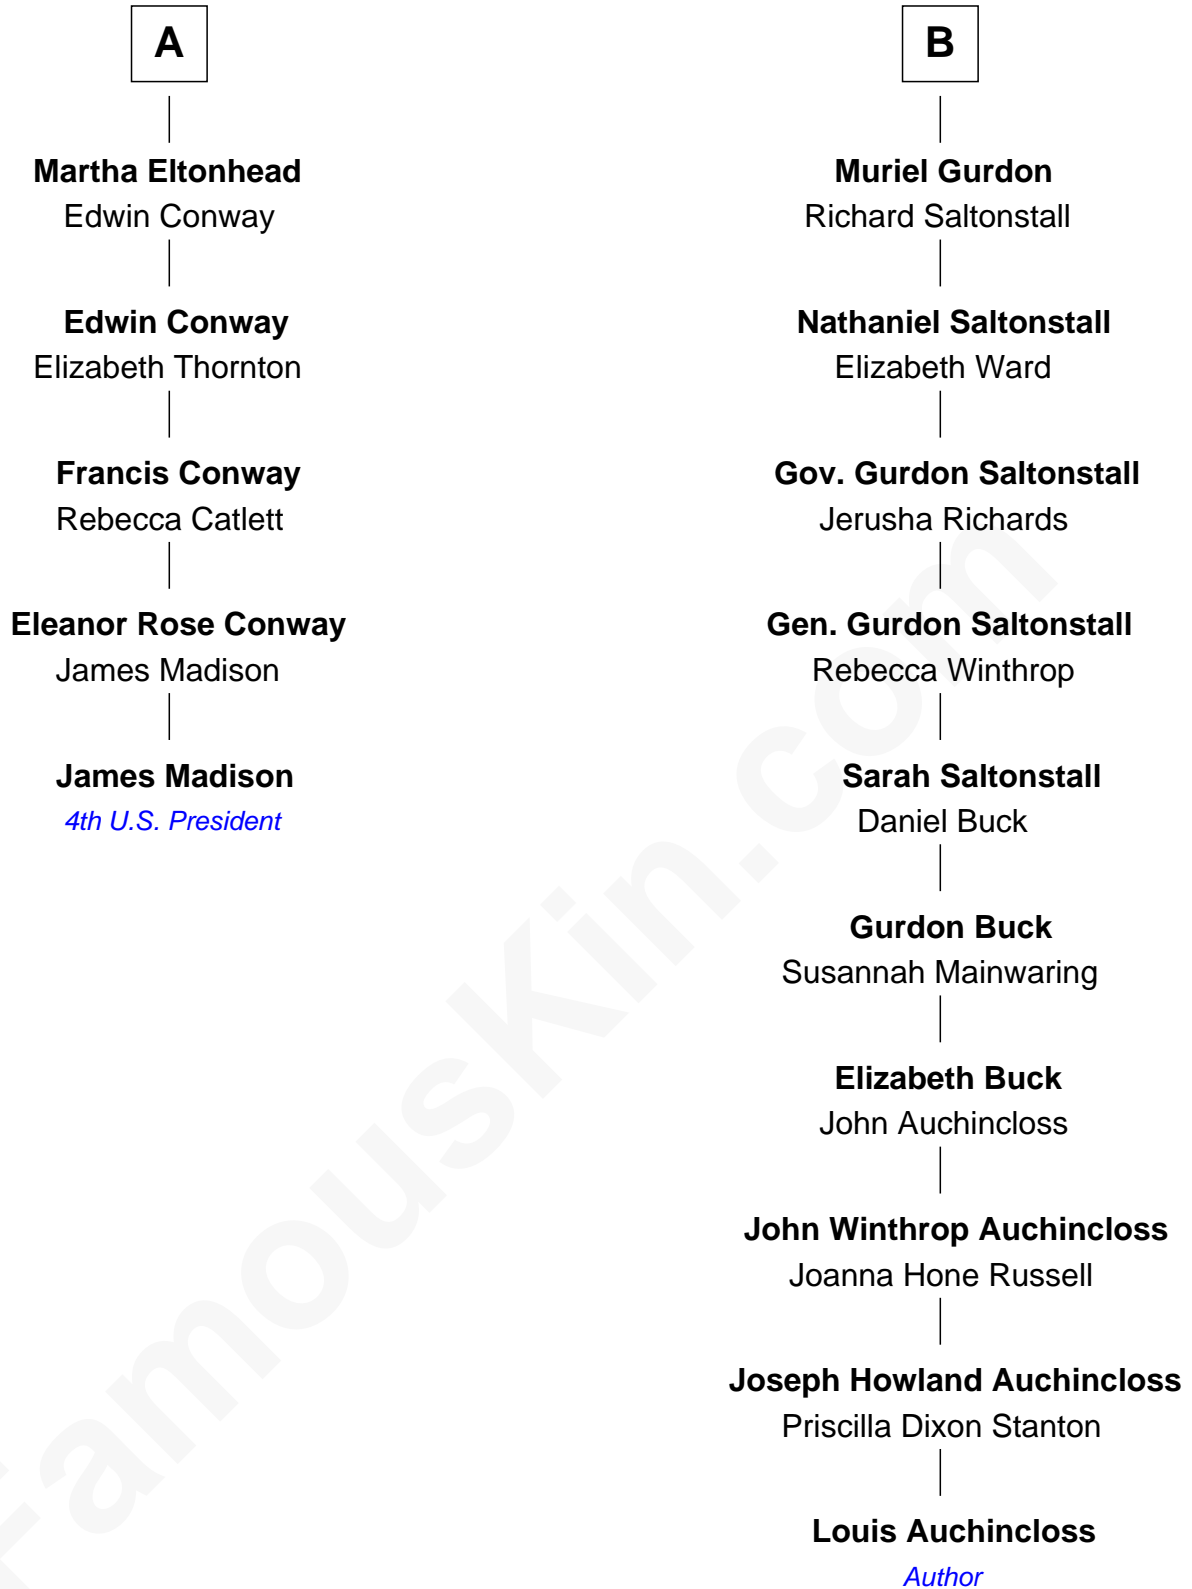 A
Martha Eltonhead
Edwin Conway
Edwin Conway
Elizabeth Thornton
Francis Conway
Rebecca Catlett
Eleanor Rose Conway
James Madison
James Madison
4th U.S. President
B
Muriel Gurdon
Richard Saltonstall
Nathaniel Saltonstall
Elizabeth Ward
Gov. Gurdon Saltonstall
Jerusha Richards
Gen. Gurdon Saltonstall
Rebecca Winthrop
Sarah Saltonstall
Daniel Buck
Gurdon Buck
Susannah Mainwaring
Elizabeth Buck
John Auchincloss
John Winthrop Auchincloss
Joanna Hone Russell
Joseph Howland Auchincloss
Priscilla Dixon Stanton
Louis Auchincloss
Author
FamousKin.com